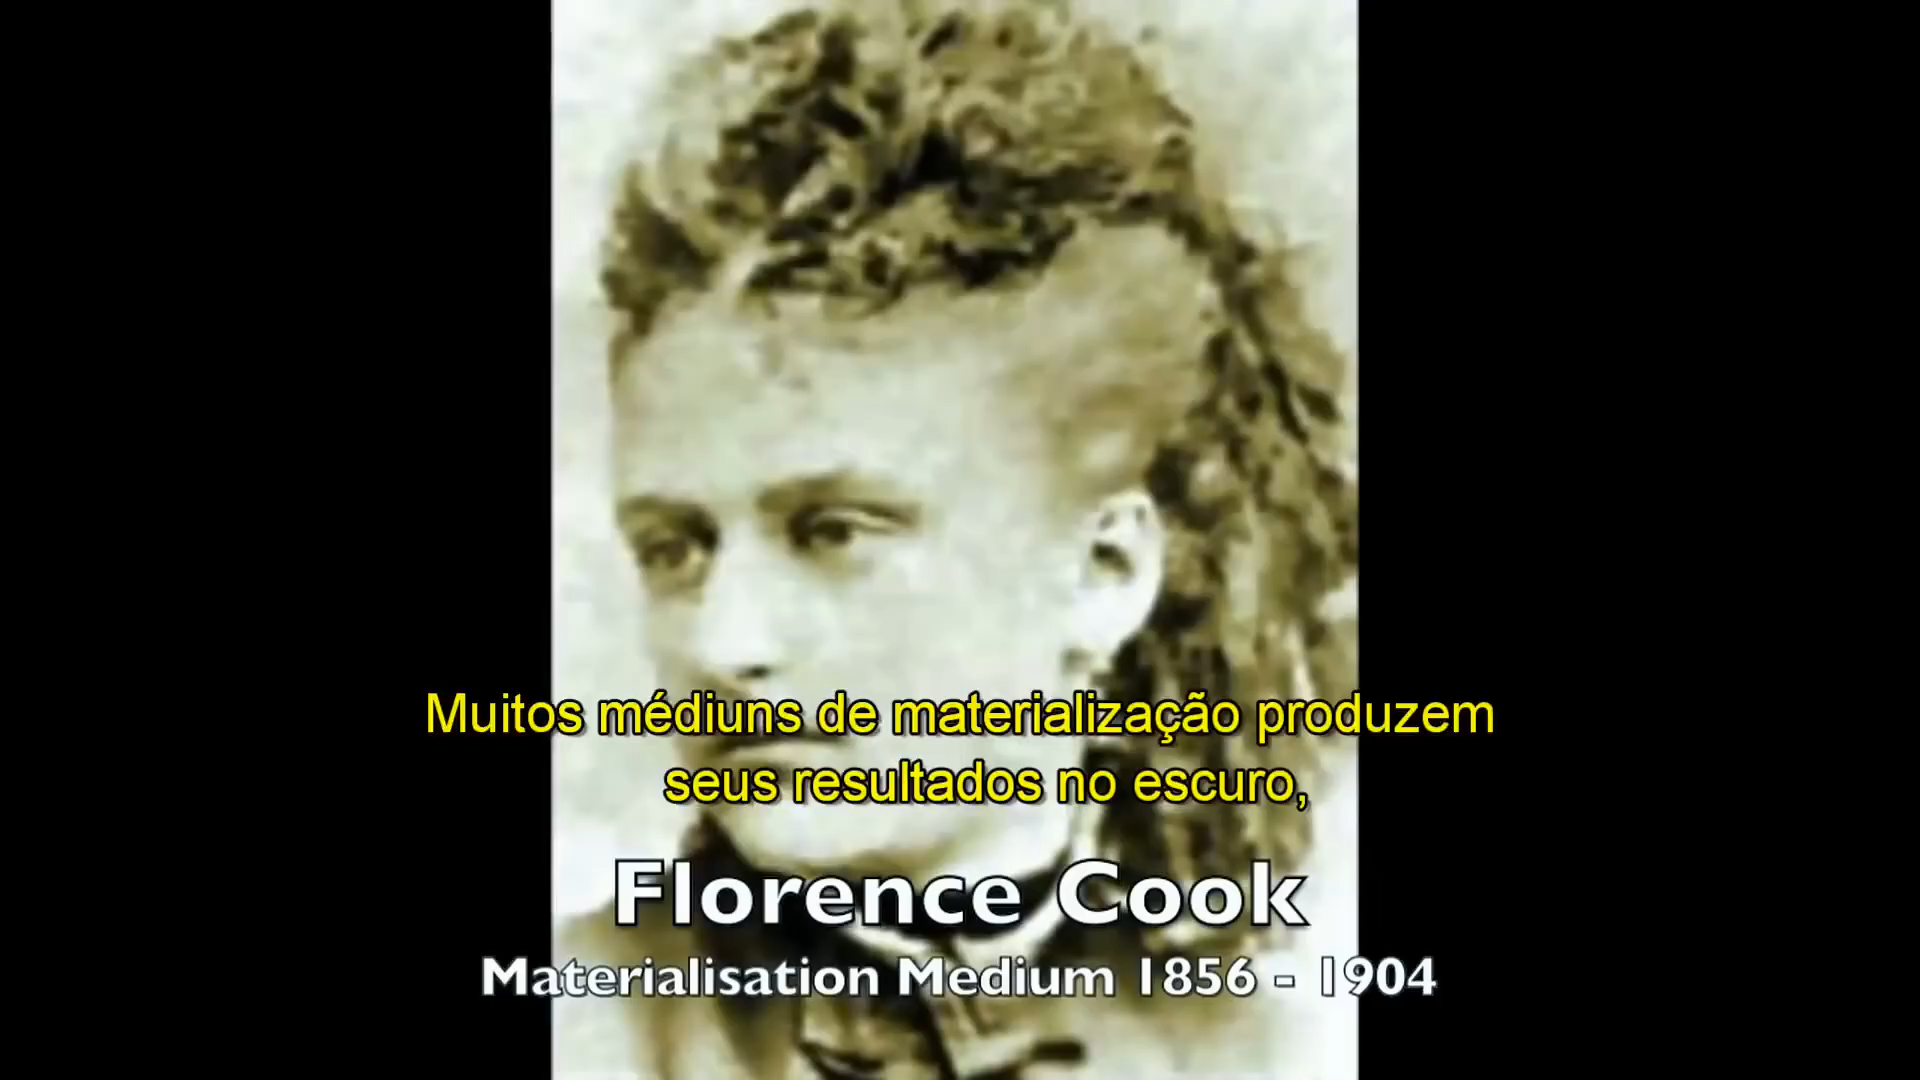 Muitos médiuns de materialização produzem
seus resultados no escuro,
Florence Cook
Materialisation Medium 1856 - 1904